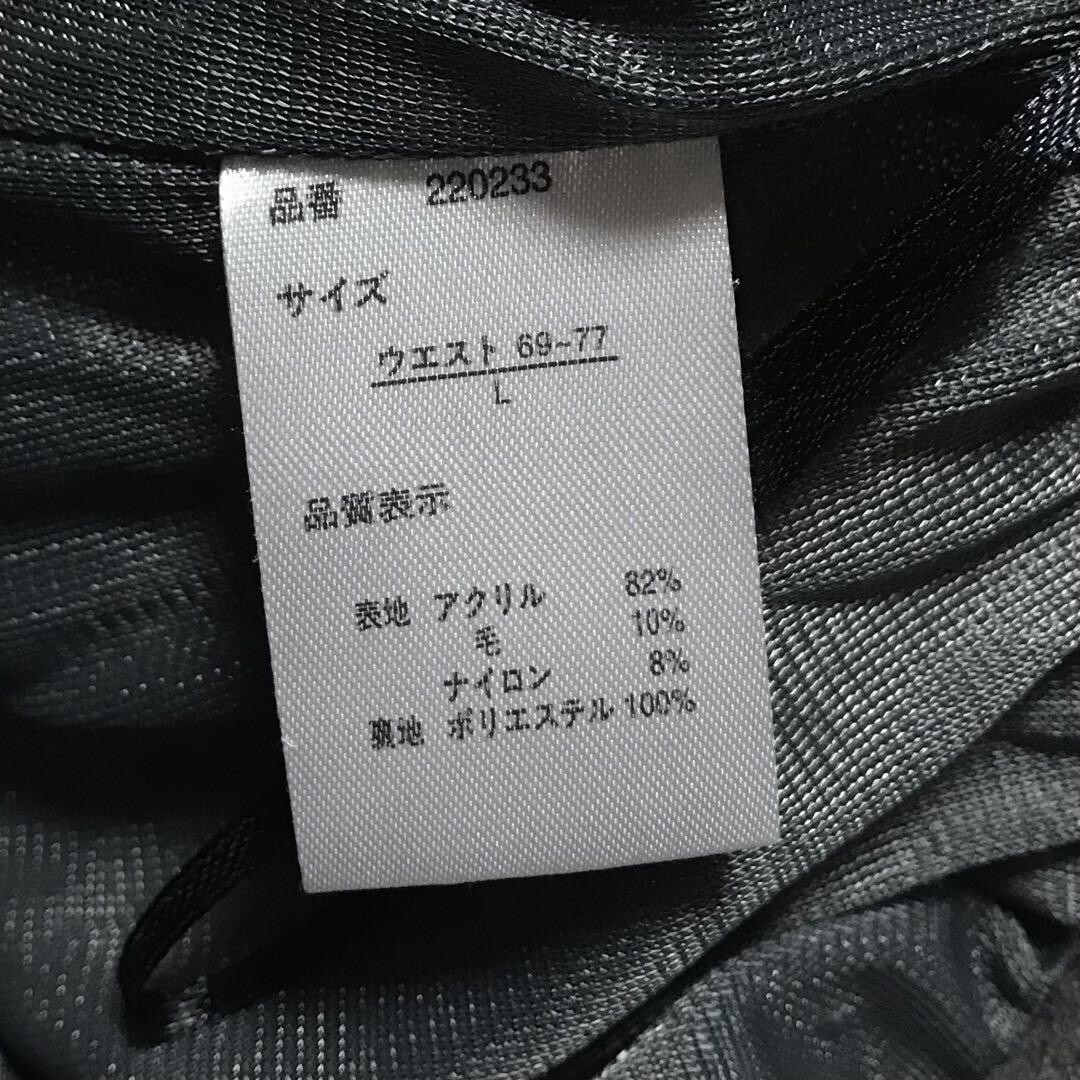 品番 220233
サイズ
ウエスト 69~77
L
品質表示
表地 アクリル 82%
毛 10%
ナイロン 8%
裏地 ポリエステル 100%